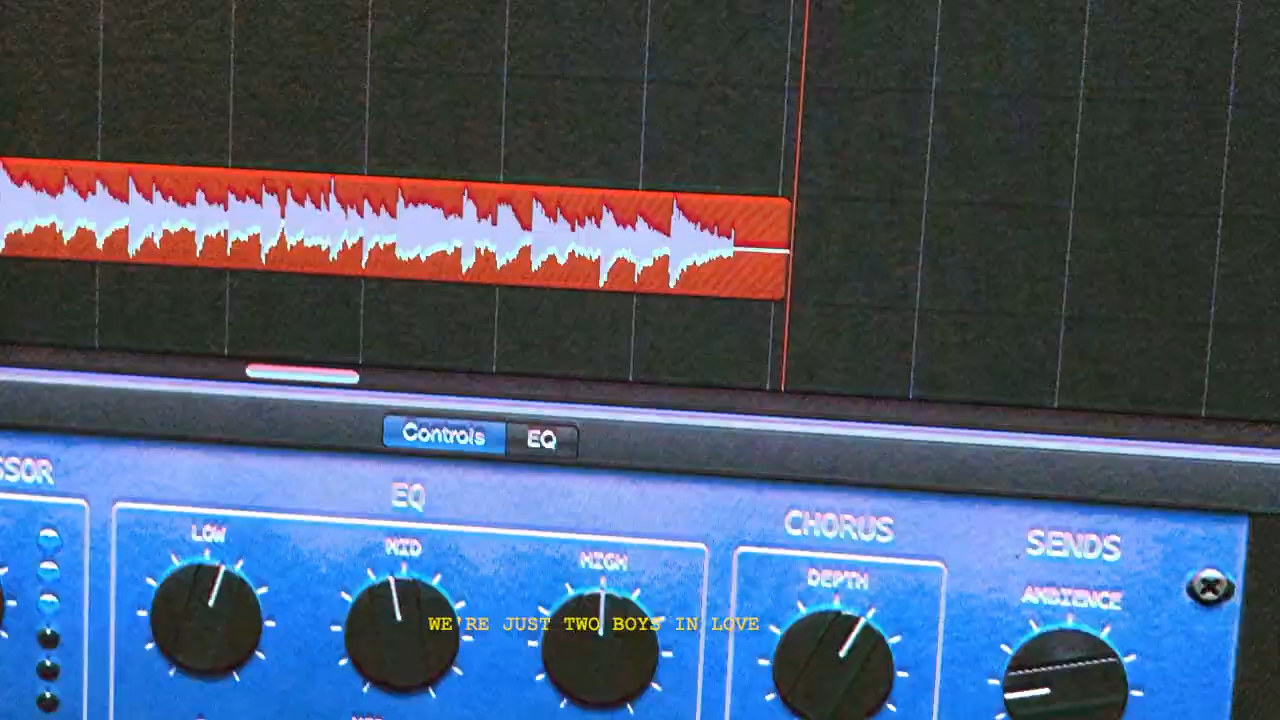 Controls EQ
SSOR
EQ
CHORUS
SENDS
LOW
MID
HIGH
DEPTH
AMBIENCE
WE'RE JUST TWO BOYS IN LOVE